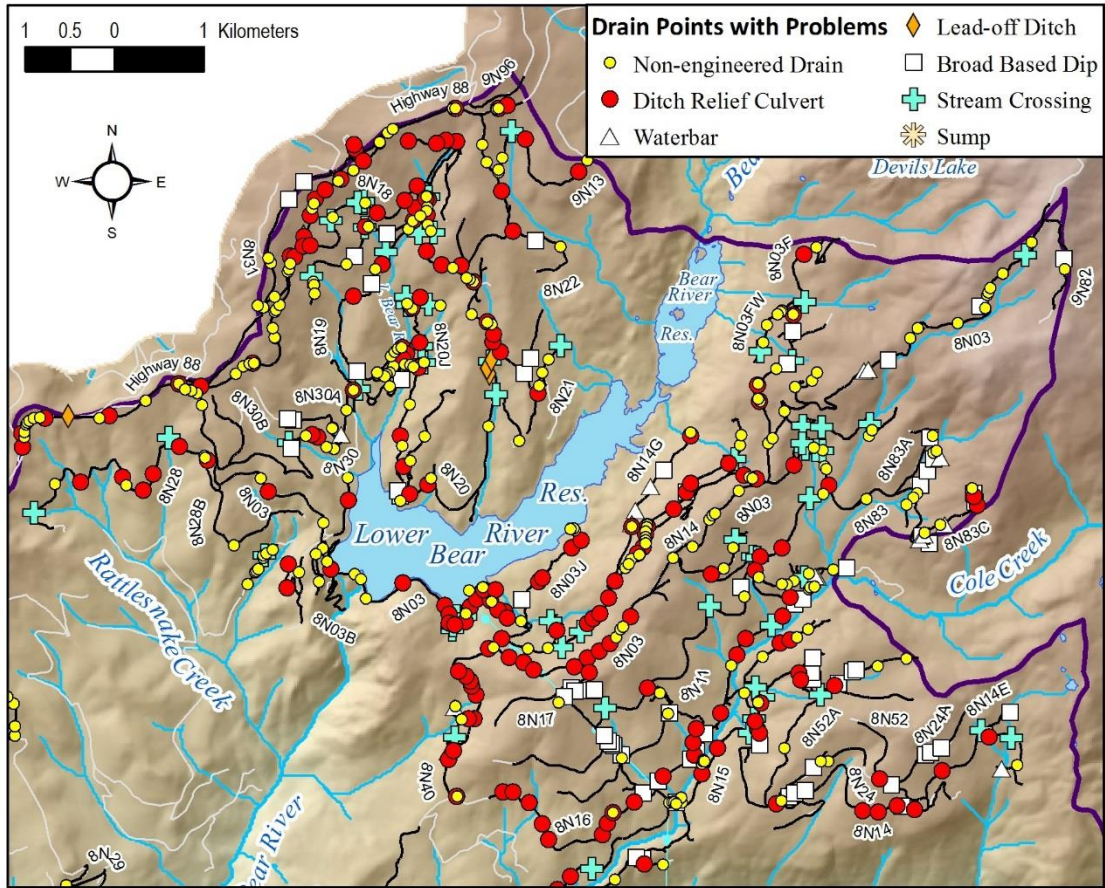 1 0.5 0 1 Kilometers
Drain Points with Problems
Non-engineered Drain
Ditch Relief Culvert
Waterbar
Lead-off Ditch
Broad Based Dip
Stream Crossing
Sump
N
W E
S
Highway 88
9N96
Devils Lake
Bea
8N18
9N13
8N31
8N22
Bear
River
Res.
8N03F
9N82
8N03FW
8N03
8N19
8N20J
L. Bear R
Highway 88
8N30A
8N30B
8N30
8N21
8N28
8N28B
8N03
8N20
8N14G
8N83A
8N83
8N83C
8N14
8N03
Lower
Bear
River
Res.
Cole Creek
8N03J
8N03
8N03B
Rattlesnake Creek
8N03
8N11
8N17
8N52A
8N52
8N24A
8N14E
8N40
8N15
8N24
8N14
8N16
Bear River
8N29